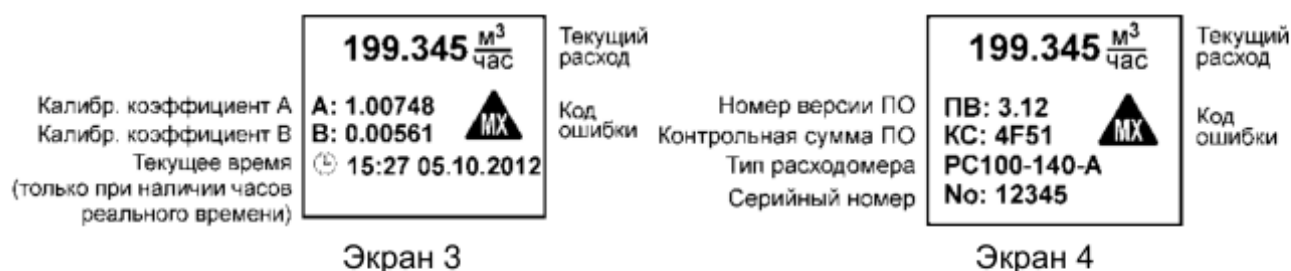 199.345 м³/час
Текущий
расход
Калибр. коэффициент А
A: 1.00748
Калибр. коэффициент В
B: 0.00561
MX
Код
ошибки
Текущее время
(только при наличии часов
реального времени)
15:27 05.10.2012
Экран 3
199.345 м³/час
Текущий
расход
Номер версии ПО
ПВ: 3.12
Контрольная сумма ПО
КС: 4F51
MX
Код
ошибки
Тип расходомера
РС100-140-А
Серийный номер
No: 12345
Экран 4